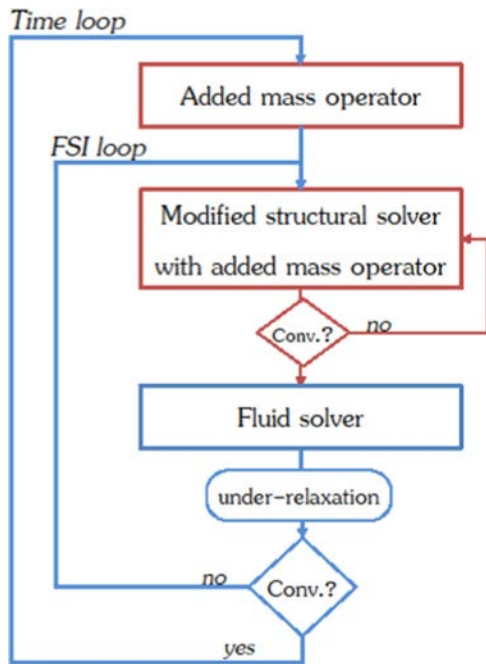 Time loop
Added mass operator
FSI loop
Modified structural solver
with added mass operator
Conv.?
no
Fluid solver
under-relaxation
Conv.?
no
yes